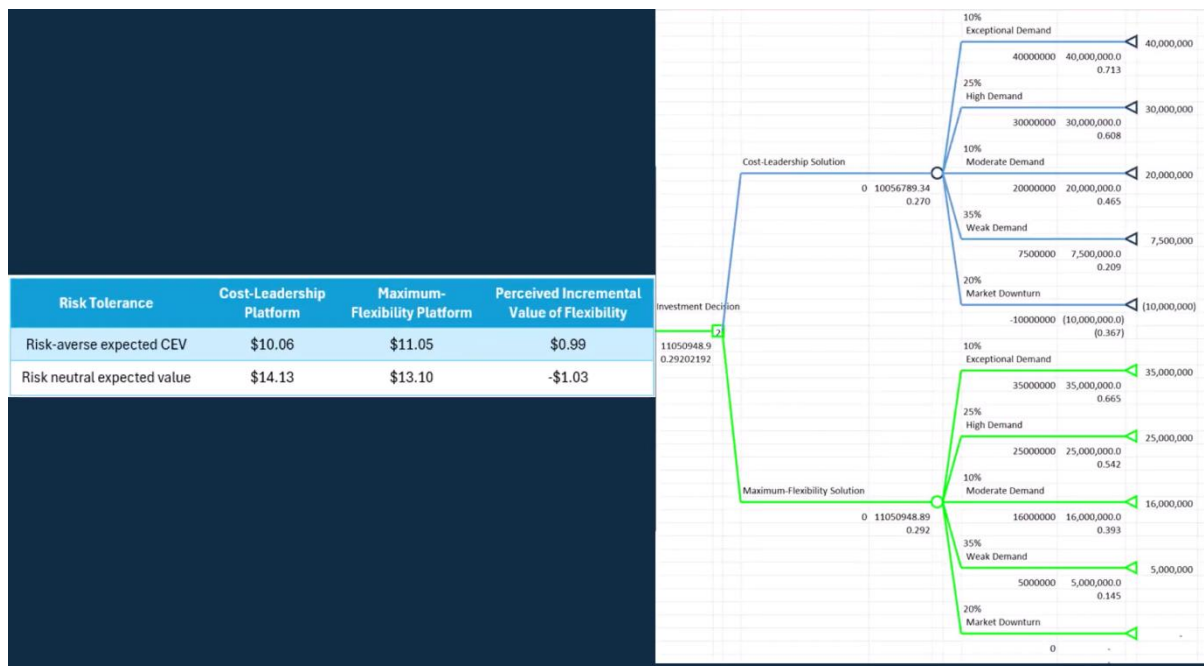 Risk Tolerance
Cost-Leadership Platform
Maximum-Flexibility Platform
Perceived Incremental Value of Flexibility
Risk-averse expected CEV $10.06 $11.05 $0.99
Risk neutral expected value $14.13 $13.10 -$1.03
Investment Decision
2
11050948.9
0.29202192
Cost-Leadership Solution
0 10056789.34
0.270
10%
Exceptional Demand
40,000,000
40000000 40,000,000.0
0.713
25%
High Demand
30,000,000
30000000 30,000,000.0
0.608
10%
Moderate Demand
20,000,000
20000000 20,000,000.0
0.465
35%
Weak Demand
7,500,000
7500000 7,500,000.0
0.209
20%
Market Downturn
(10,000,000)
-10000000 (10,000,000.0)
(0.367)
Maximum-Flexibility Solution
0 11050948.89
0.292
10%
Exceptional Demand
35,000,000
35000000 35,000,000.0
0.665
25%
High Demand
25,000,000
25000000 25,000,000.0
0.542
10%
Moderate Demand
16,000,000
16000000 16,000,000.0
0.393
35%
Weak Demand
5,000,000
5000000 5,000,000.0
0.145
20%
Market Downturn
-
0 -